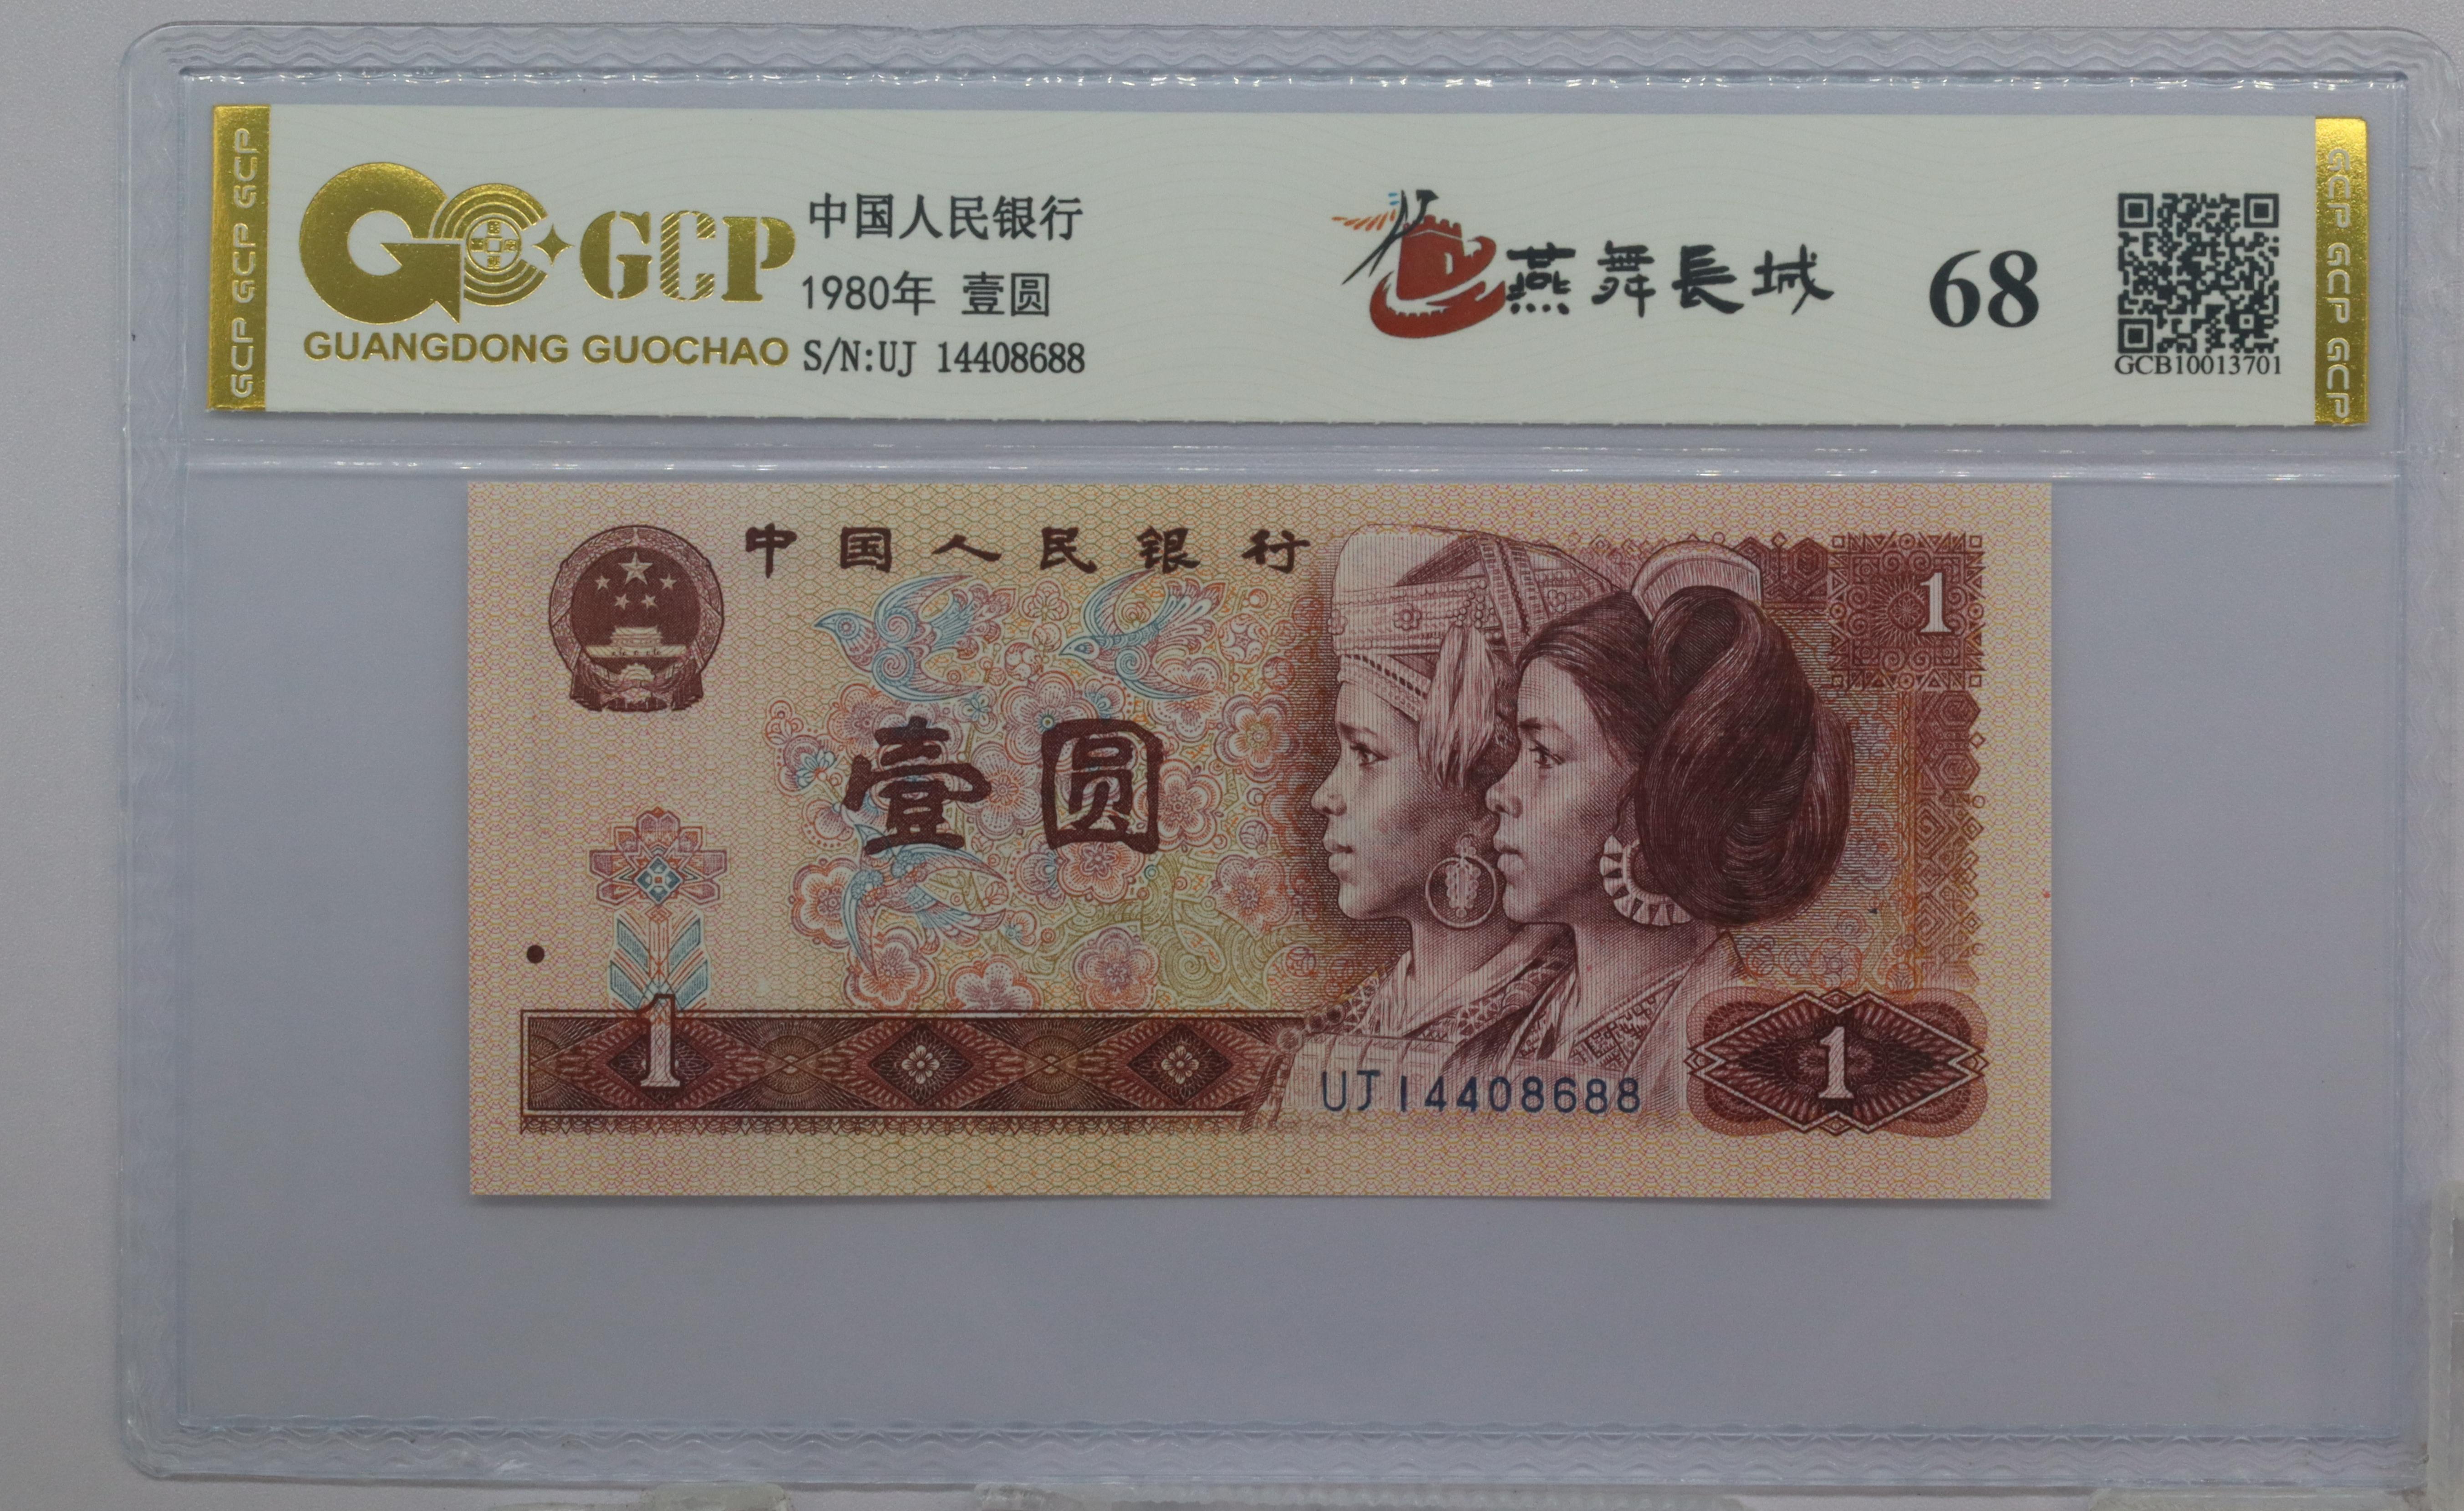 GCP GCP GCP
GCP
GUANGDONG GUOCHAO
中国人民银行
1980年 壹圆
S/N:UJ 14408688
燕舞長城
68
GCB10013701
GCP GCP GCP
中国人民银行
1
壹圆
1
UJ14408688
1